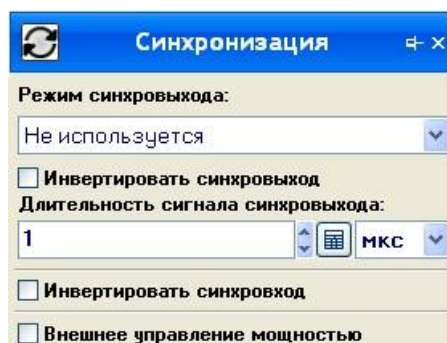 Синхронизация
Режим синхровыхода:
Не используется
Инвертировать синхровыход
Длительность сигнала синхровыхода:
1 мкс
Инвертировать синхровход
Внешнее управление мощностью